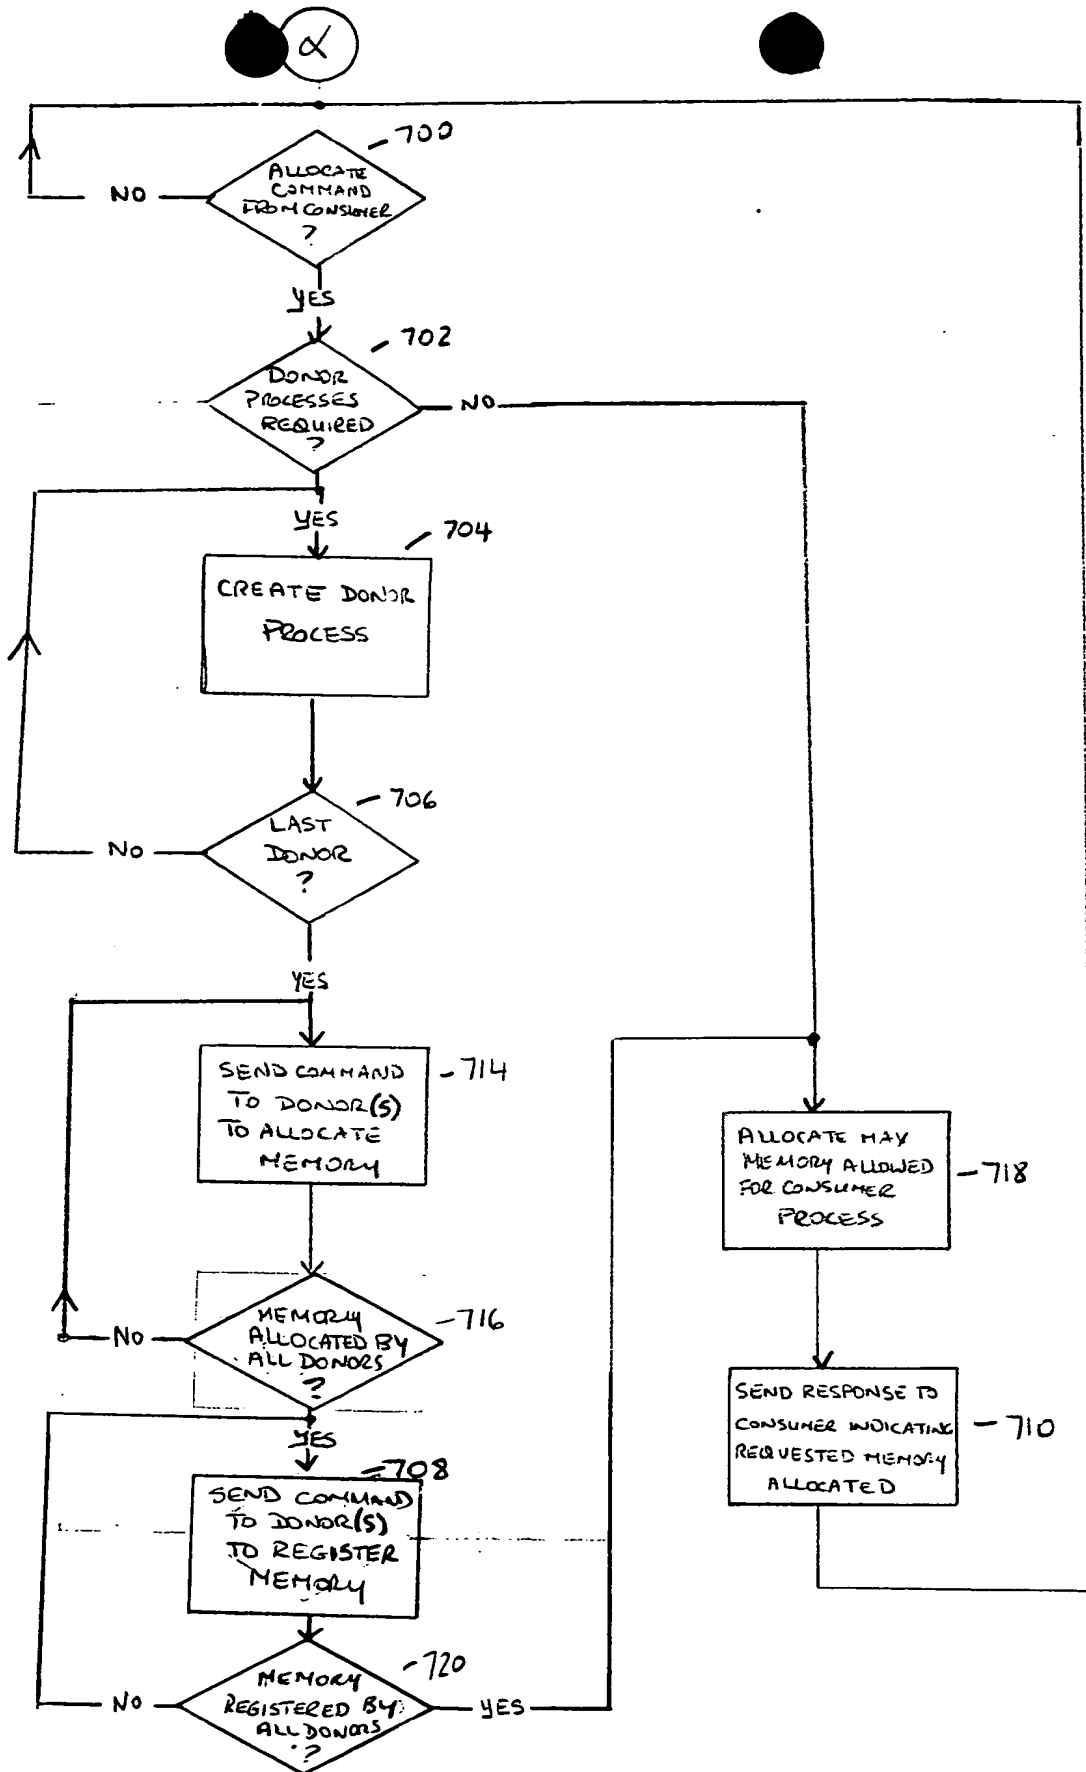 α
700
ALLOCATE
COMMAND
FROM CONSUMER
?
NO
YES
702
DONOR
PROCESSES
REQUIRED
?
NO
YES
704
CREATE DONOR
PROCESS
706
LAST
DONOR
?
NO
YES
SEND COMMAND
TO DONOR(S)
TO ALLOCATE
MEMORY
714
ALLOCATE MAX
MEMORY ALLOWED
FOR CONSUMER
PROCESS
718
MEMORY
ALLOCATED BY
ALL DONORS
?
716
NO
YES
SEND RESPONSE TO
CONSUMER INDICATING
REQUESTED MEMORY
ALLOCATED
710
708
SEND COMMAND
TO DONOR(S)
TO REGISTER
MEMORY
720
MEMORY
REGISTERED BY
ALL DONORS
?
NO
YES